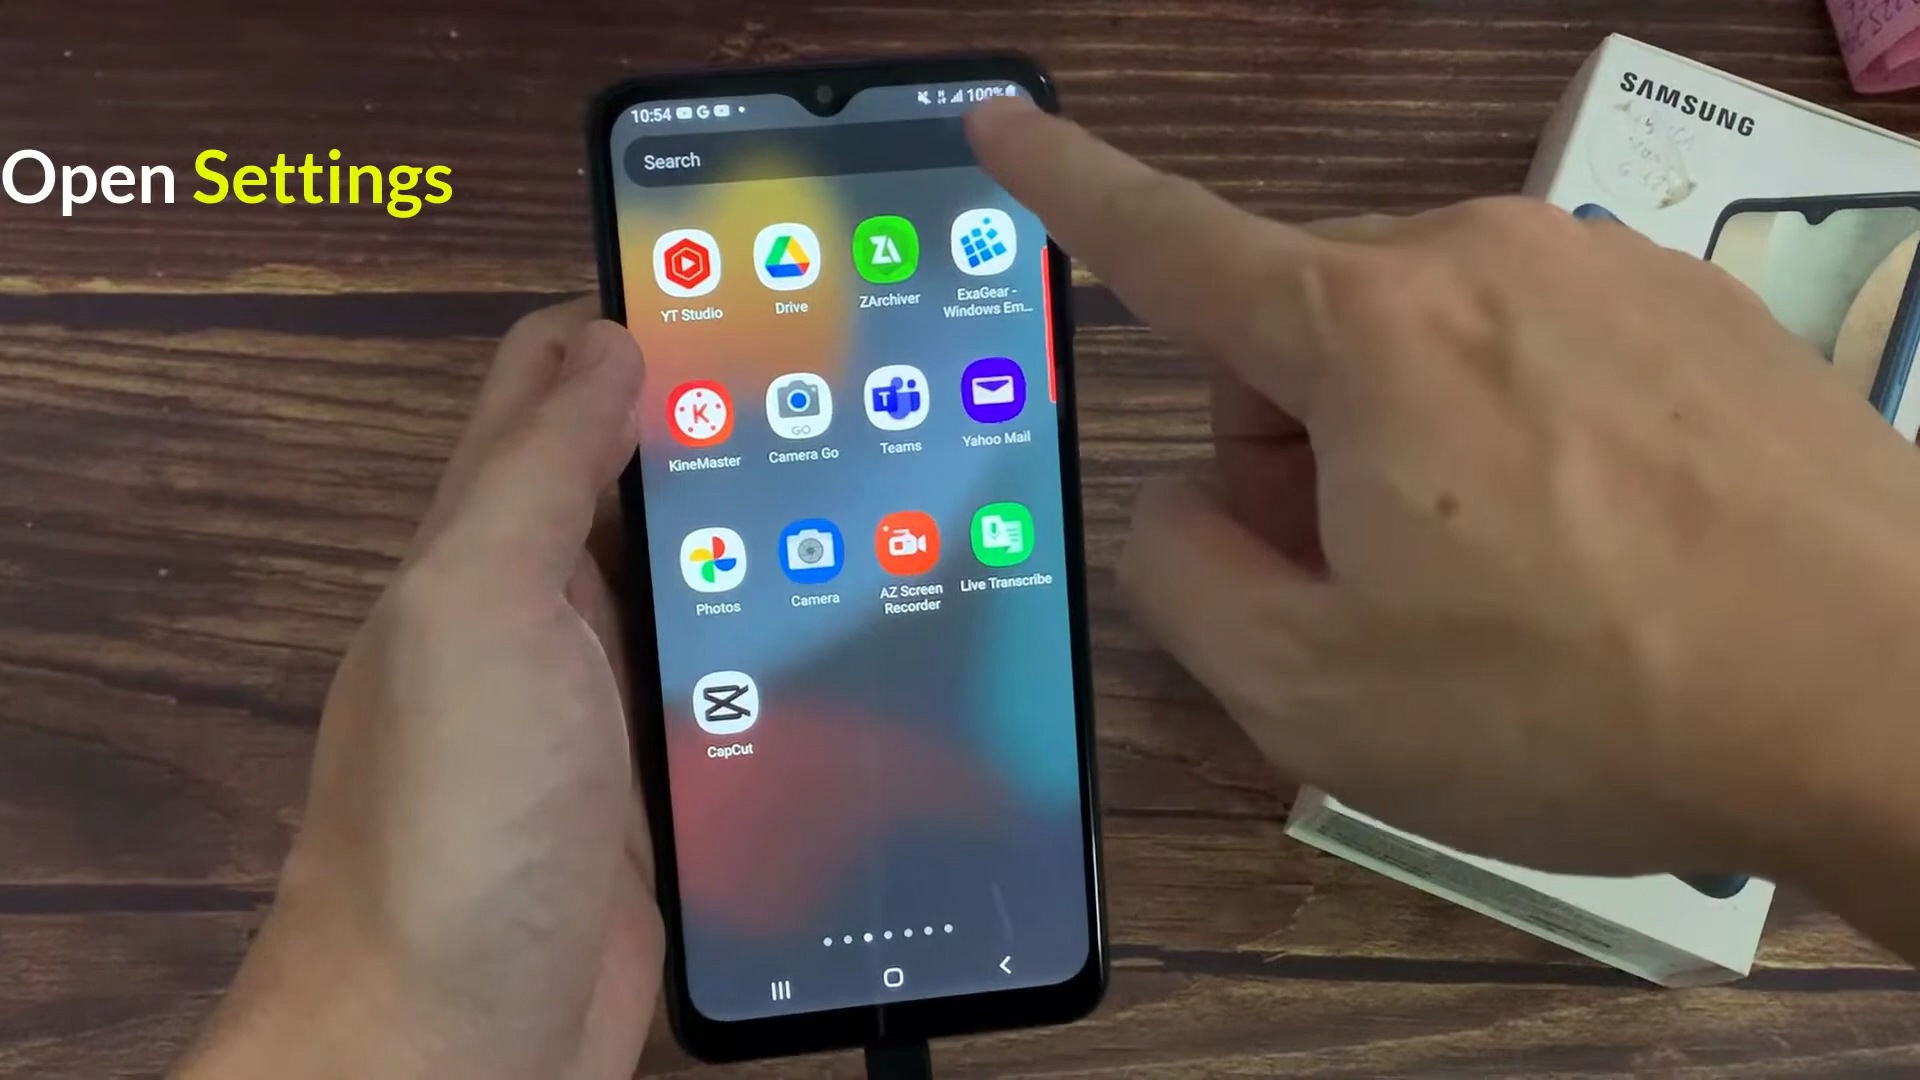 Open Settings
SAMSUNG
10:54
100%
Search
YT Studio
Drive
ZArchiver
ExaGear -
Windows Em...
KineMaster
Camera Go
Teams
Yahoo Mail
Photos
Camera
AZ Screen
Recorder
Live Transcribe
CapCut